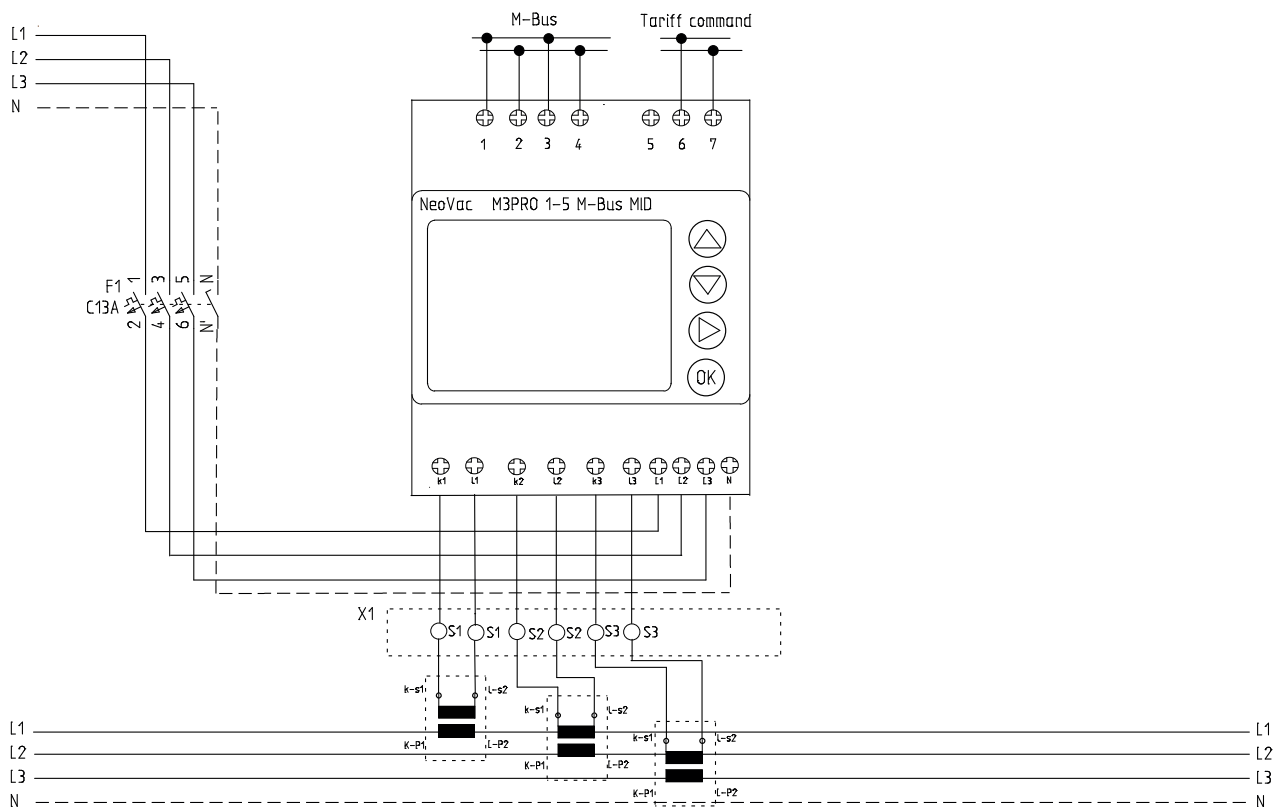 M-Bus Tariff command
L1
L2
L3
N
1 2 3 4 5 6 7
NeoVac M3PRO 1-5 M-Bus MID
F1 1 3 5 N
C13A
2 4 6 N'
OK
k1 l1 k2 l2 k3 l3 L1 L2 L3 N
X1
S1 S1 S2 S2 S3 S3
k-s1 l-s2
k-s1 l-s2
k-s1 l-s2
L1 L1
K-P1 L-P2
L2 L2
K-P1 L-P2
L3 L3
K-P1 L-P2
N N